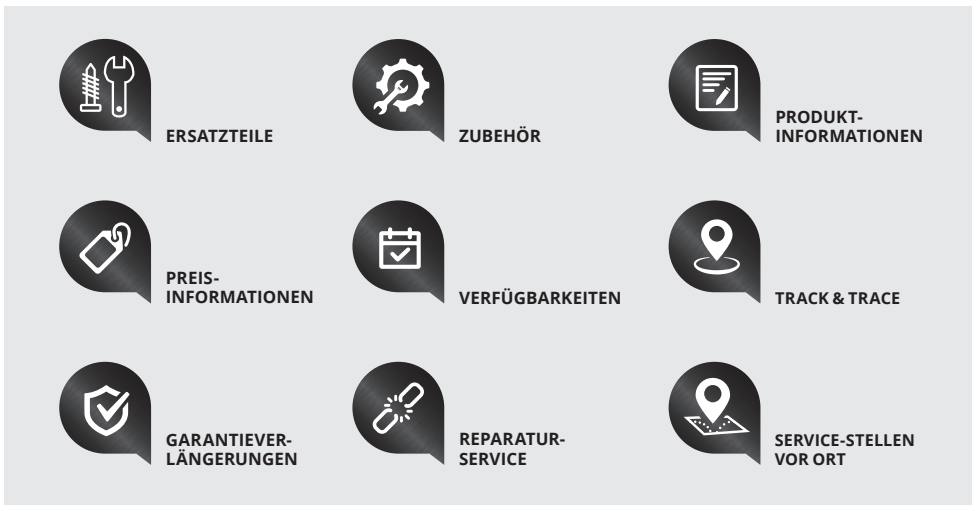 ERSATZTEILE
ZUBEHÖR
PRODUKT-
INFORMATIONEN
PREIS-
INFORMATIONEN
VERFÜGBARKEITEN
TRACK & TRACE
GARANTIEVER-
LÄNGERUNGEN
REPARATUR-
SERVICE
SERVICE-STELLEN
VOR ORT